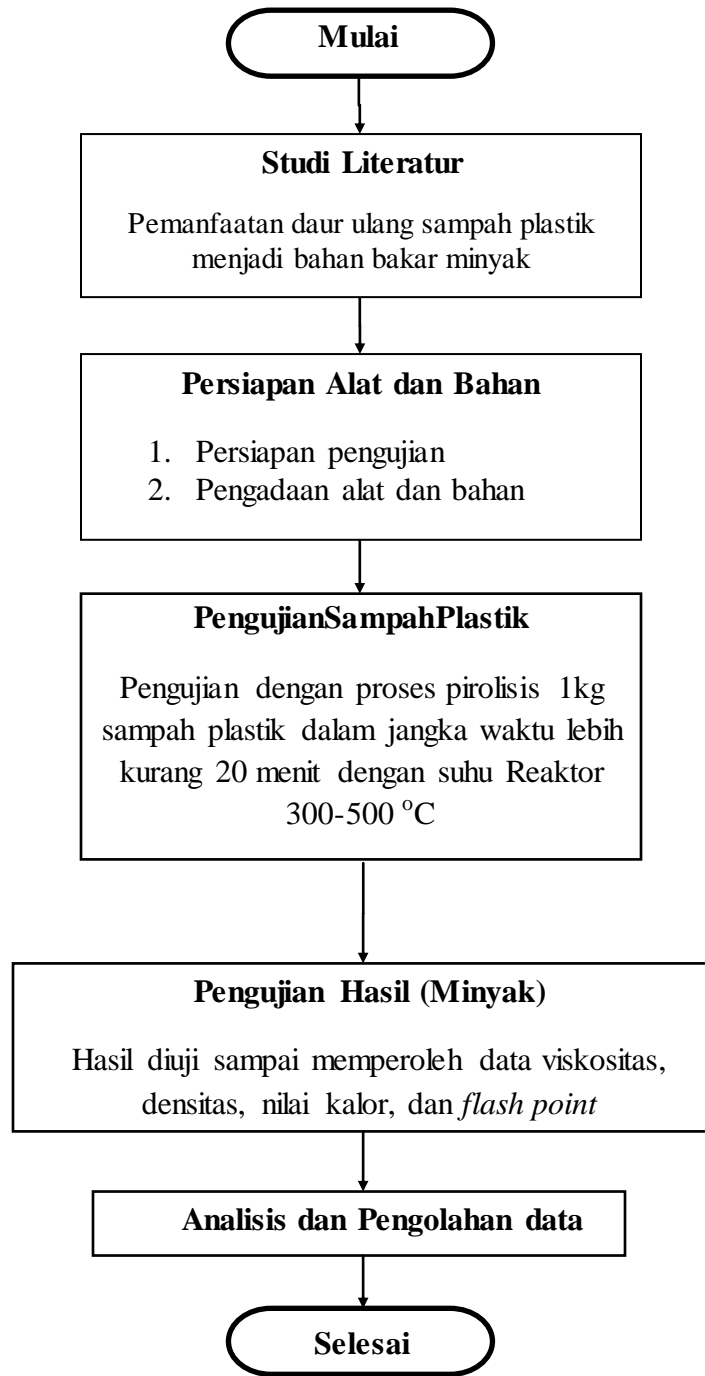 Mulai
Studi Literatur
Pemanfaatan daur ulang sampah plastik
menjadi bahan bakar minyak
Persiapan Alat dan Bahan
1. Persiapan pengujian
2. Pengadaan alat dan bahan
PengujianSampahPlastik
Pengujian dengan proses pirolisis 1kg
sampah plastik dalam jangka waktu lebih
kurang 20 menit dengan suhu Reaktor
300-500 °C
Pengujian Hasil (Minyak)
Hasil diuji sampai memperoleh data viskositas,
densitas, nilai kalor, dan flash point
Analisis dan Pengolahan data
Selesai